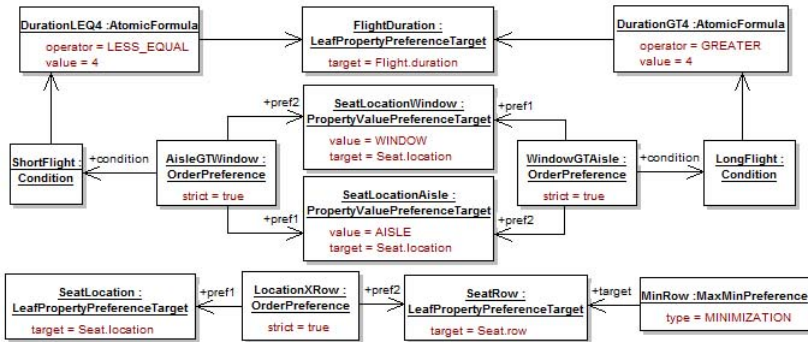 DurationLEQ4 :AtomicFormula
operator = LESS_EQUAL
value = 4
FlightDuration :
LeafPropertyPreferenceTarget
target = Flight.duration
DurationGT4 :AtomicFormula
operator = GREATER
value = 4
+pref2
SeatLocationWindow :
PropertyValuePreferenceTarget
value = WINDOW
target = Seat.location
+pref1
ShortFlight :
Condition
+condition
AisleGTWindow :
OrderPreference
strict = true
WindowGTAisle :
OrderPreference
strict = true
+condition
LongFlight :
Condition
+pref1
SeatLocationAisle :
PropertyValuePreferenceTarget
value = AISLE
target = Seat.location
+pref2
SeatLocation :
LeafPropertyPreferenceTarget
target = Seat.location
+pref1
LocationXRow :
OrderPreference
strict = true
+pref2
SeatRow :
LeafPropertyPreferenceTarget
target = Seat.row
+target
MinRow :MaxMinPreference
type = MINIMIZATION